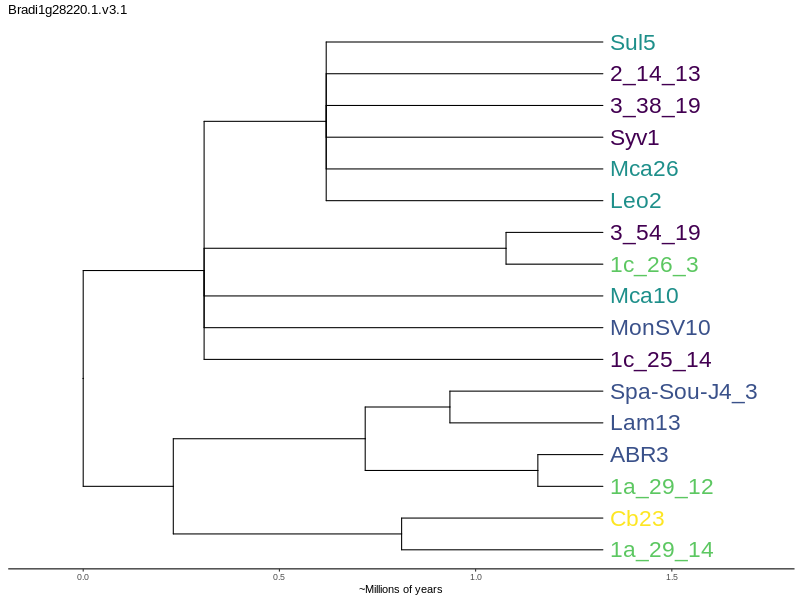 Bradi1g28220.1.v3.1
Sul5
2_14_13
3_38_19
Syv1
Mca26
Leo2
3_54_19
1c_26_3
Mca10
MonSV10
1c_25_14
Spa-Sou-J4_3
Lam13
ABR3
1a_29_12
Cb23
1a_29_14
0.0 0.5 1.0 1.5
~Millions of years